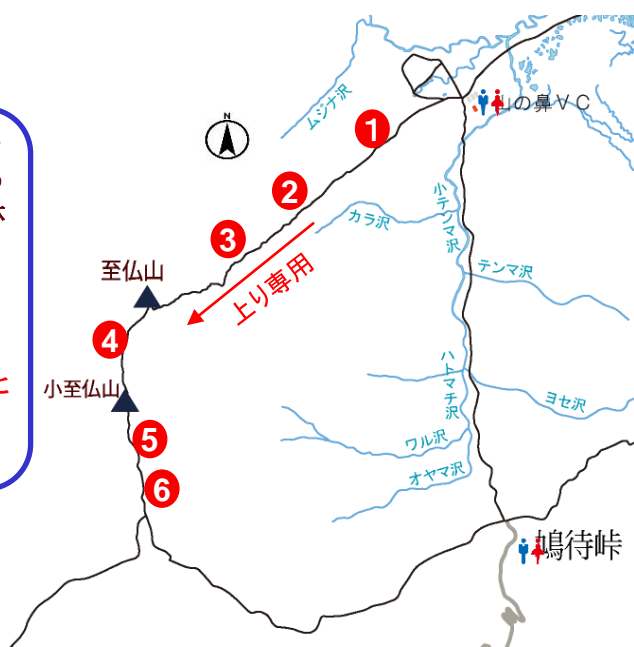 ムジナ沢
山の鼻VC
1
N
2
小テンマ沢
カラ沢
3
テンマ沢
至仏山
上り専用
4
ハトマチ沢
小至仏山
ヨセ沢
5
ワル沢
オヤマ沢
6
鳩待峠